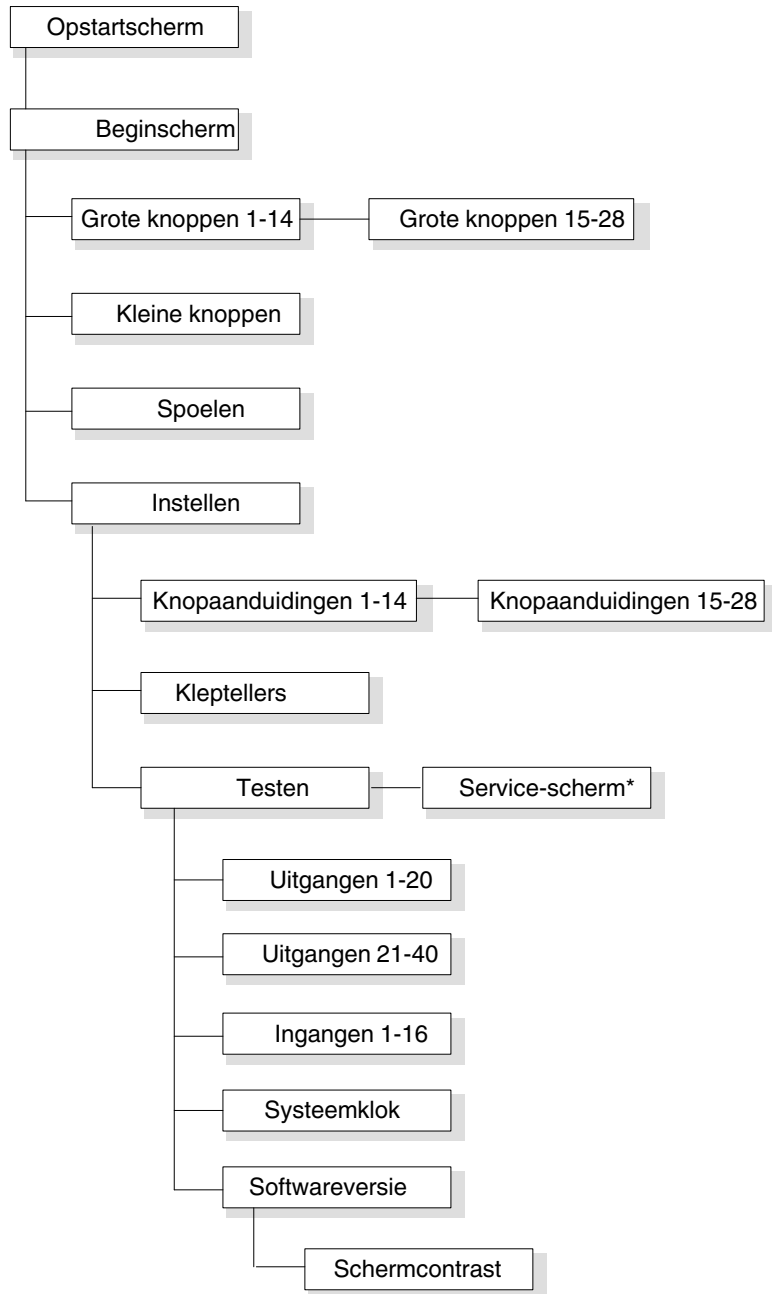 Opstartscherm
Beginscherm
Grote knoppen 1-14
Grote knoppen 15-28
Kleine knoppen
Spoelen
Instellen
Knopaanduidingen 1-14
Knopaanduidingen 15-28
Kleptellers
Testen
Service-scherm*
Uitgangen 1-20
Uitgangen 21-40
Ingangen 1-16
Systeemklok
Softwareversie
Schermcontrast